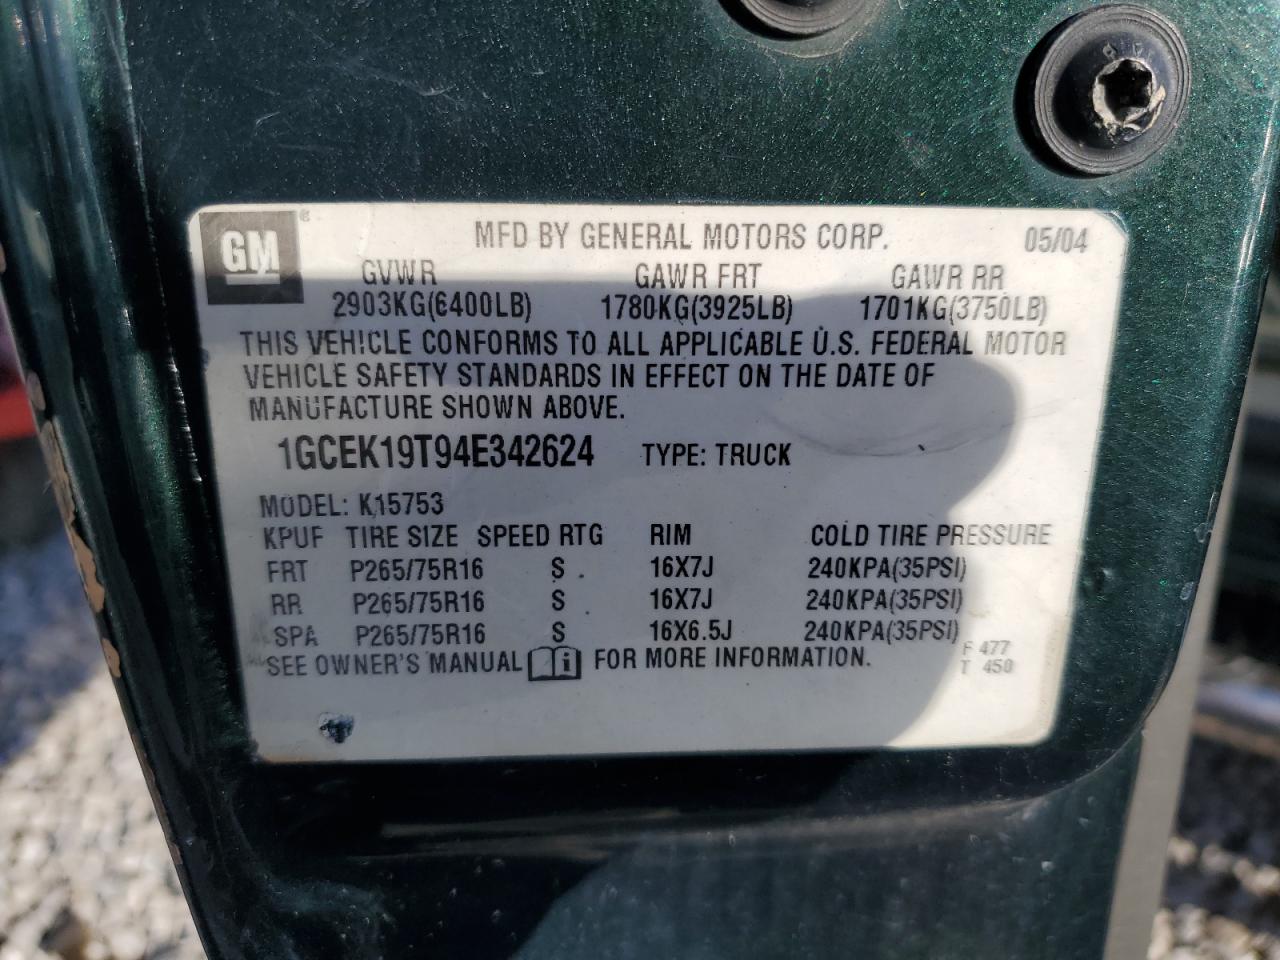 GM ® MFD BY GENERAL MOTORS CORP. 05/04
GVWR GAWR FRT GAWR RR
2903KG(6400LB) 1780KG(3925LB) 1701KG(3750LB)
THIS VEHICLE CONFORMS TO ALL APPLICABLE U.S. FEDERAL MOTOR
VEHICLE SAFETY STANDARDS IN EFFECT ON THE DATE OF
MANUFACTURE SHOWN ABOVE.
1GCEK19T94E342624 TYPE: TRUCK
MODEL: K15753
KPUF TIRE SIZE SPEED RTG RIM COLD TIRE PRESSURE
FRT P265/75R16 S 16X7J 240KPA(35PSI)
RR P265/75R16 S 16X7J 240KPA(35PSI)
SPA P265/75R16 S 16X6.5J 240KPA(35PSI)
SEE OWNER'S MANUAL i FOR MORE INFORMATION.
F 477
T 450